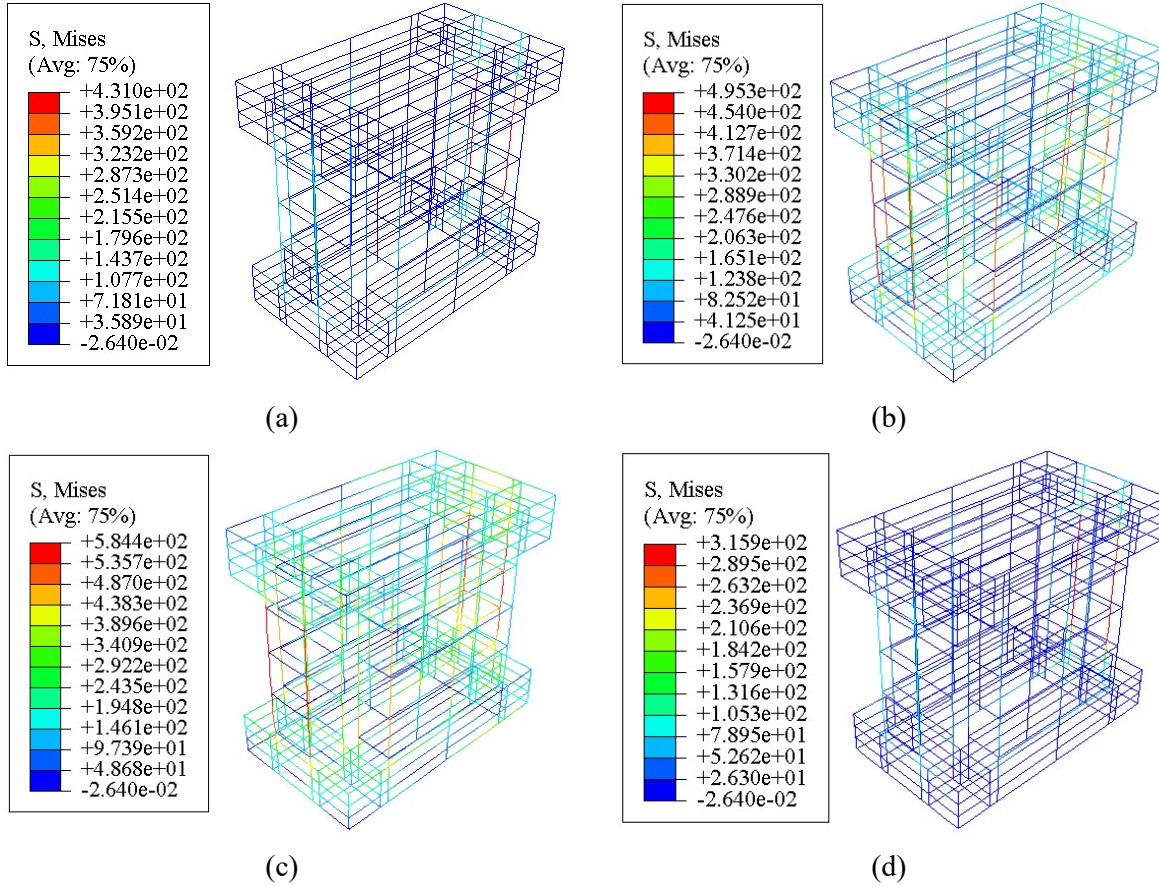 S, Mises
(Avg: 75%)
+4.310e+02
+3.951e+02
+3.592e+02
+3.232e+02
+2.873e+02
+2.514e+02
+2.155e+02
+1.796e+02
+1.437e+02
+1.077e+02
+7.181e+01
+3.589e+01
-2.640e-02
(a)
S, Mises
(Avg: 75%)
+4.953e+02
+4.540e+02
+4.127e+02
+3.714e+02
+3.302e+02
+2.889e+02
+2.476e+02
+2.063e+02
+1.651e+02
+1.238e+02
+8.252e+01
+4.125e+01
-2.640e-02
(b)
S, Mises
(Avg: 75%)
+5.844e+02
+5.357e+02
+4.870e+02
+4.383e+02
+3.896e+02
+3.409e+02
+2.922e+02
+2.435e+02
+1.948e+02
+1.461e+02
+9.739e+01
+4.868e+01
-2.640e-02
(c)
S, Mises
(Avg: 75%)
+3.159e+02
+2.895e+02
+2.632e+02
+2.369e+02
+2.106e+02
+1.842e+02
+1.579e+02
+1.316e+02
+1.053e+02
+7.895e+01
+5.262e+01
+2.630e+01
-2.640e-02
(d)